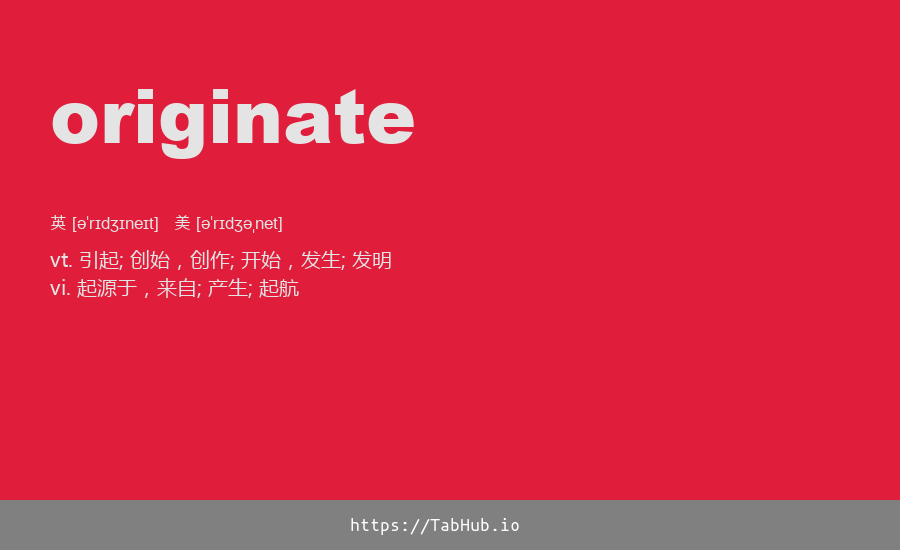 originate
英 [əˈrɪdʒɪneɪt] 美 [əˈrɪdʒəˌnet]
vt. 引起; 创始，创作; 开始，发生; 发明
vi. 起源于，来自; 产生; 起航
https://TabHub.io